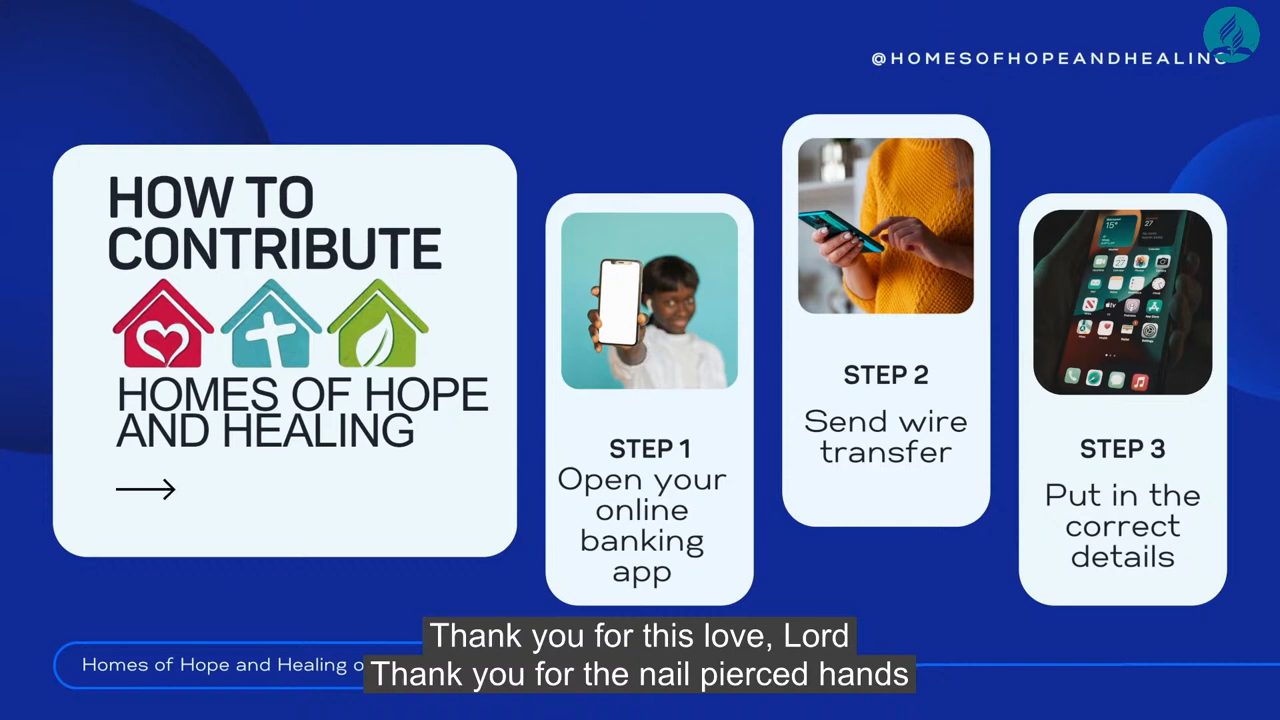 @HOMESOFHOPEANDHEALING
HOW TO
CONTRIBUTE
HOMES OF HOPE
AND HEALING
STEP 1
Open your
online
banking
app
STEP 2
Send wire
transfer
STEP 3
Put in the
correct
details
Homes of Hope and Healing
Thank you for this love, Lord
Thank you for the nail pierced hands